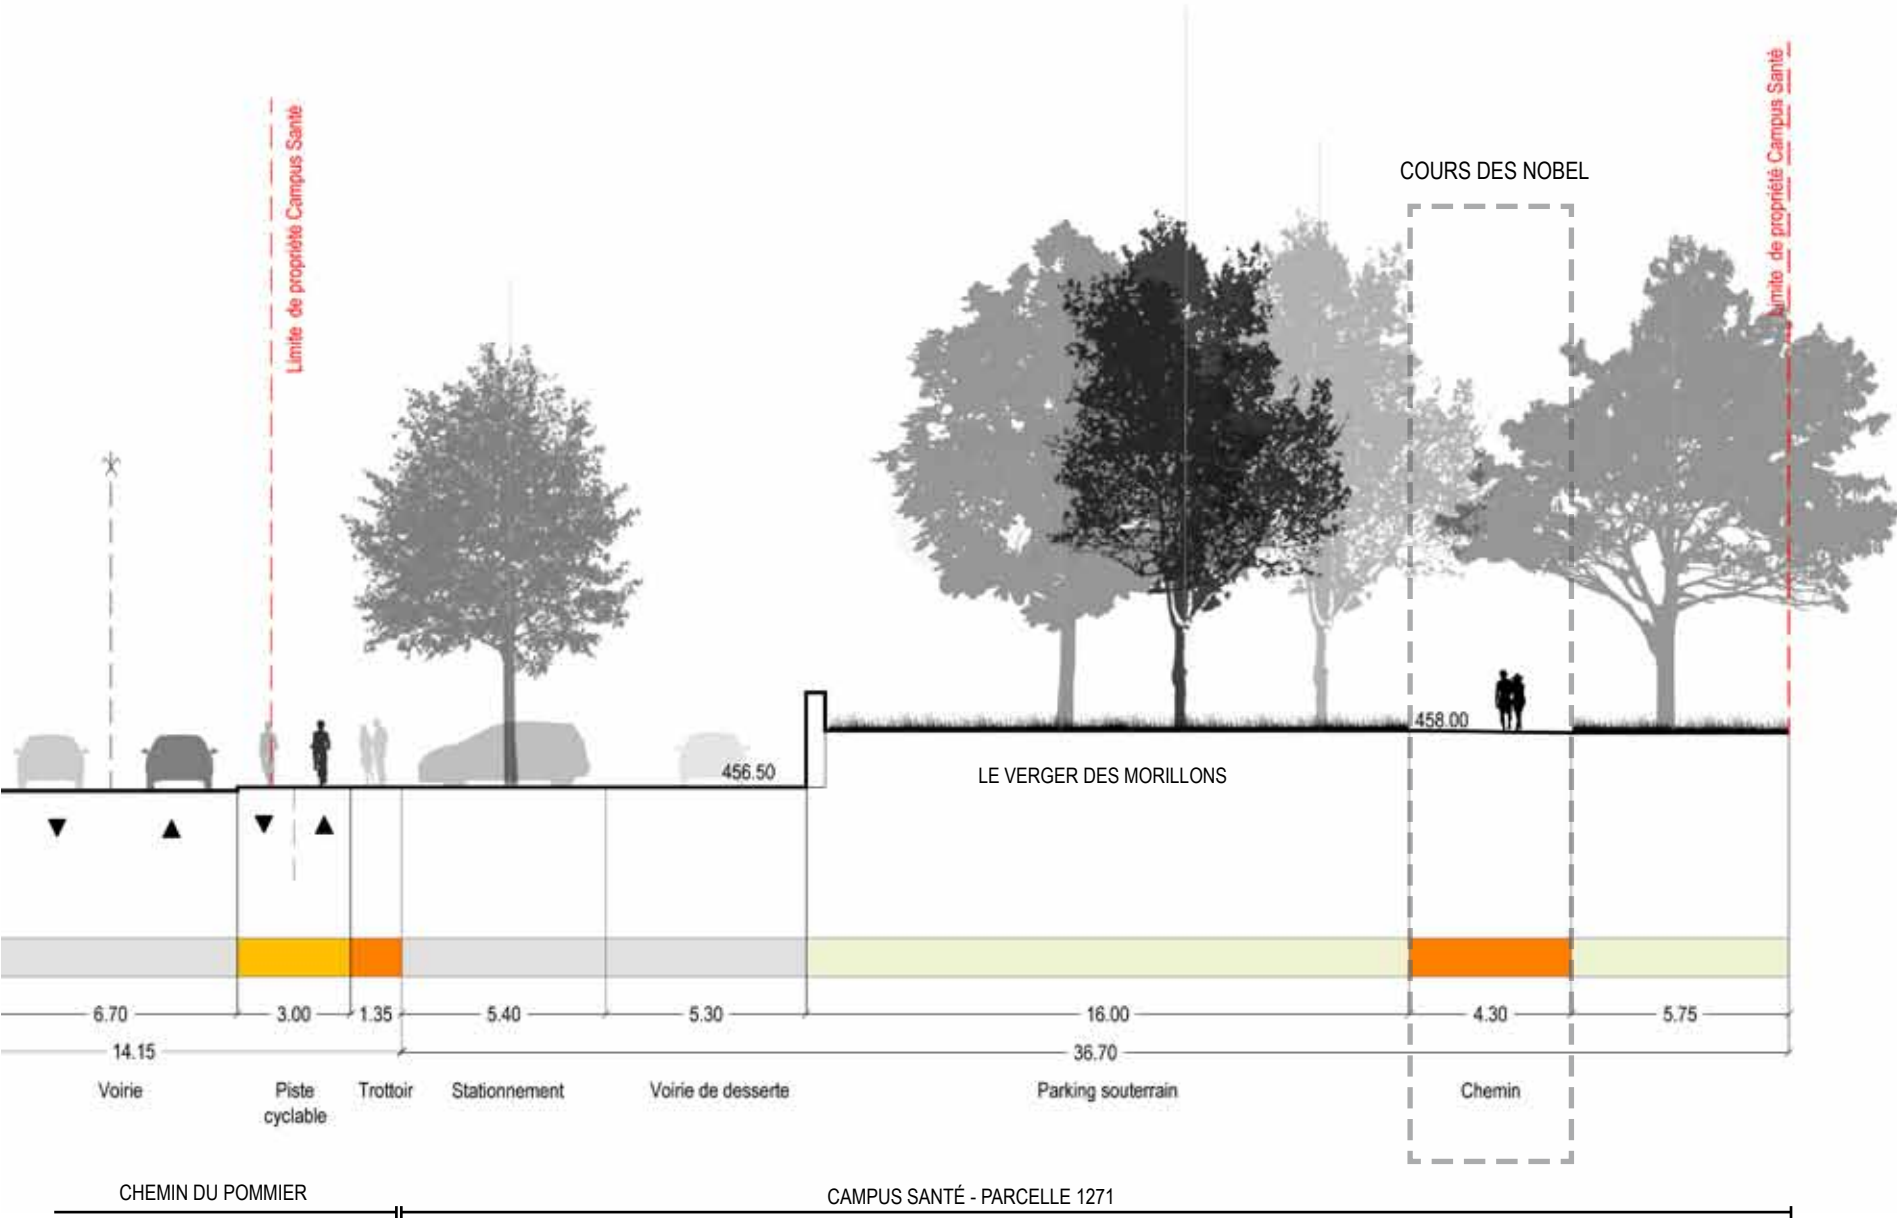 Limite de propriété Campus Santé
Limite de propriété Campus Santé
COURS DES NOBEL
458.00
456.50
LE VERGER DES MORILLONS
6.70 3.00 1.35 5.40 5.30 16.00 4.30 5.75
14.15 36.70
Voirie Piste Trottoir Stationnement Voirie de desserte Parking souterrain Chemin
cyclable
CHEMIN DU POMMIER CAMPUS SANTÉ - PARCELLE 1271